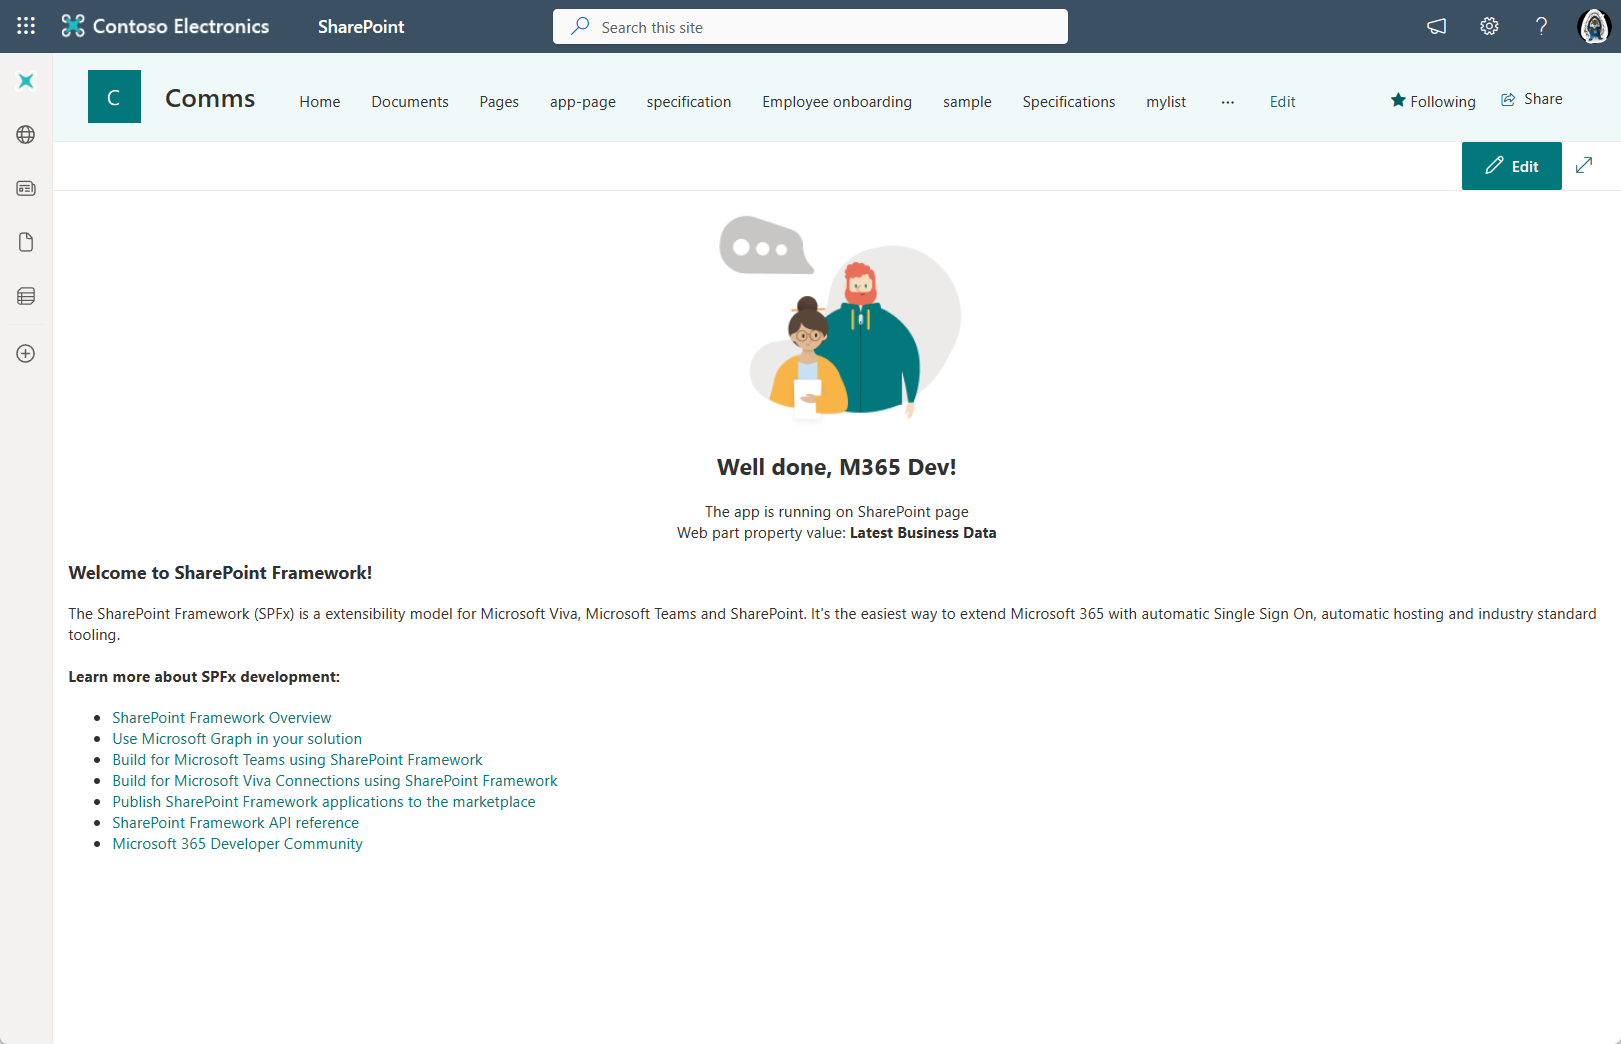 Contoso Electronics
SharePoint
Search this site
?
C
Comms
Home
Documents
Pages
app-page
specification
Employee onboarding
sample
Specifications
mylist
···
Edit
Following
Share
Edit
Well done, M365 Dev!
The app is running on SharePoint page
Web part property value: Latest Business Data
Welcome to SharePoint Framework!
The SharePoint Framework (SPFx) is a extensibility model for Microsoft Viva, Microsoft Teams and SharePoint. It's the easiest way to extend Microsoft 365 with automatic Single Sign On, automatic hosting and industry standard
tooling.
Learn more about SPFx development:
• SharePoint Framework Overview
• Use Microsoft Graph in your solution
• Build for Microsoft Teams using SharePoint Framework
• Build for Microsoft Viva Connections using SharePoint Framework
• Publish SharePoint Framework applications to the marketplace
• SharePoint Framework API reference
• Microsoft 365 Developer Community